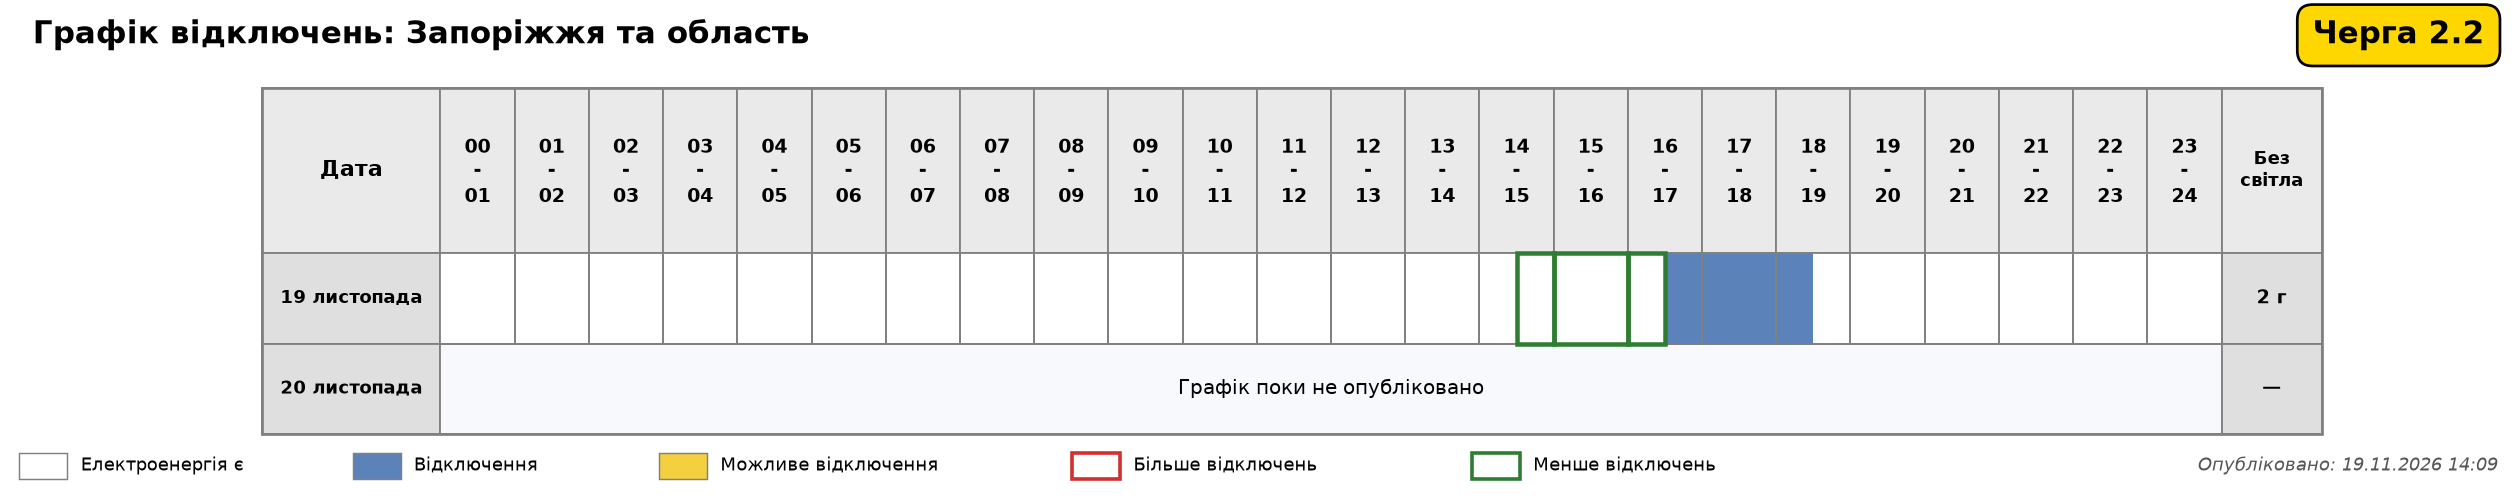 Графік відключень: Запоріжжя та область
Черга 2.2
Дата
00 - 01
01 - 02
02 - 03
03 - 04
04 - 05
05 - 06
06 - 07
07 - 08
08 - 09
09 - 10
10 - 11
11 - 12
12 - 13
13 - 14
14 - 15
15 - 16
16 - 17
17 - 18
18 - 19
19 - 20
20 - 21
21 - 22
22 - 23
23 - 24
Без
світла
19 листопада
2 г
20 листопада
Графік поки не опубліковано
—
Електроенергія є
Відключення
Можливе відключення
Більше відключень
Менше відключень
Опубліковано: 19.11.2026 14:09